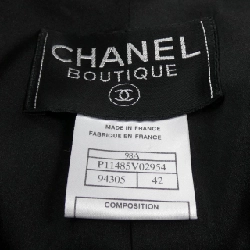 CHANEL
BOUTIQUE
MADE IN FRANCE
FABRIQUE EN FRANCE
98A
P11485V02954
94305 42
COMPOSITION